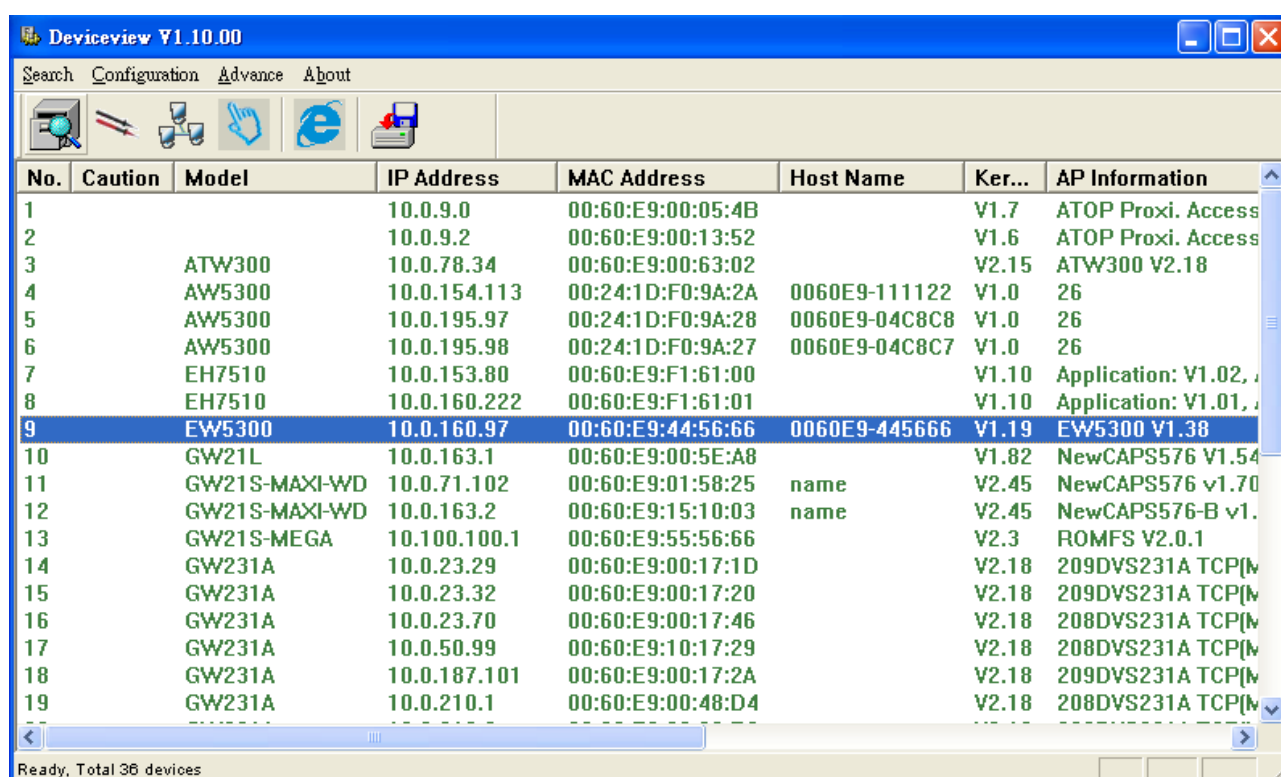 Deviceview V1.10.00
Search Configuration Advance About
No. Caution Model IP Address MAC Address Host Name Ker... AP Information
1 10.0.9.0 00:60:E9:00:05:4B V1.7 ATOP Proxi. Access
2 10.0.9.2 00:60:E9:00:13:52 V1.6 ATOP Proxi. Access
3 ATW300 10.0.78.34 00:60:E9:00:63:02 V2.15 ATW300 V2.18
4 AW5300 10.0.154.113 00:24:1D:F0:9A:2A 0060E9-111122 V1.0 26
5 AW5300 10.0.195.97 00:24:1D:F0:9A:28 0060E9-04C8C8 V1.0 26
6 AW5300 10.0.195.98 00:24:1D:F0:9A:27 0060E9-04C8C7 V1.0 26
7 EH7510 10.0.153.80 00:60:E9:F1:61:00 V1.10 Application: V1.02,
8 EH7510 10.0.160.222 00:60:E9:F1:61:01 V1.10 Application: V1.01,
9 EW5300 10.0.160.97 00:60:E9:44:56:66 0060E9-445666 V1.19 EW5300 V1.38
10 GW21L 10.0.163.1 00:60:E9:00:5E:A8 V1.82 NewCAPS576 V1.54
11 GW21S-MAXI-WD 10.0.71.102 00:60:E9:01:58:25 name V2.45 NewCAPS576 v1.70
12 GW21S-MAXI-WD 10.0.163.2 00:60:E9:15:10:03 name V2.45 NewCAPS576-B v1.
13 GW21S-MEGA 10.100.100.1 00:60:E9:55:56:66 V2.3 ROMFS V2.0.1
14 GW231A 10.0.23.29 00:60:E9:00:17:1D V2.18 209DVS231A TCP(M
15 GW231A 10.0.23.32 00:60:E9:00:17:20 V2.18 209DVS231A TCP(M
16 GW231A 10.0.23.70 00:60:E9:00:17:46 V2.18 208DVS231A TCP(M
17 GW231A 10.0.50.99 00:60:E9:10:17:29 V2.18 208DVS231A TCP(M
18 GW231A 10.0.187.101 00:60:E9:00:17:2A V2.18 209DVS231A TCP(M
19 GW231A 10.0.210.1 00:60:E9:00:48:D4 V2.18 208DVS231A TCP(M
Ready, Total 36 devices